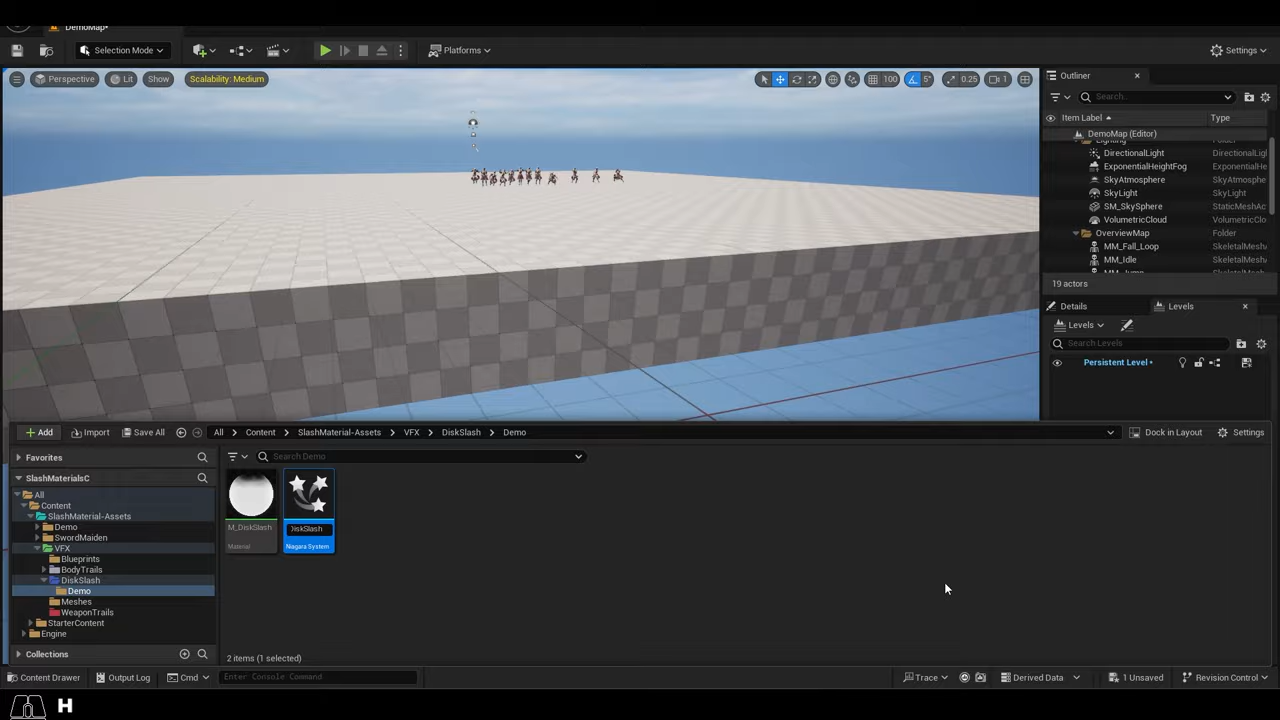 DemoMap*
Selection Mode
Platforms
Settings
Perspective
Lit
Show
Scalability: Medium
100
5°
0.25
1
Outliner
Search...
Item Label
Type
DemoMap (Editor)
Lighting
Folder
DirectionalLight
DirectionalLigh
ExponentialHeightFog
ExponentialHeig
SkyAtmosphere
SkyAtmosphe
SkyLight
SkyLight
SM_SkySphere
StaticMeshAc
VolumetricCloud
VolumetricClo
OverviewMap
Folder
MM_Fall_Loop
SkeletalMesh
MM_Idle
SkeletalMesh
19 actors
Details
Levels
Levels
Search Levels
Persistent Level •
+ Add
Import
Save All
All > Content > SlashMaterial-Assets > VFX > DiskSlash > Demo
Dock in Layout
Settings
Favorites
Search Demo
SlashMaterialsC
All
Content
SlashMaterial-Assets
Demo
SwordMaiden
VFX
Blueprints
BodyTrails
DiskSlash
Demo
Meshes
WeaponTrails
StarterContent
Engine
M_DiskSlash
Material
DiskSlash
Niagara System
Collections
2 items (1 selected)
Content Drawer
Output Log
Cmd
Enter Console Command
Trace
Derived Data
1 Unsaved
Revision Control
H